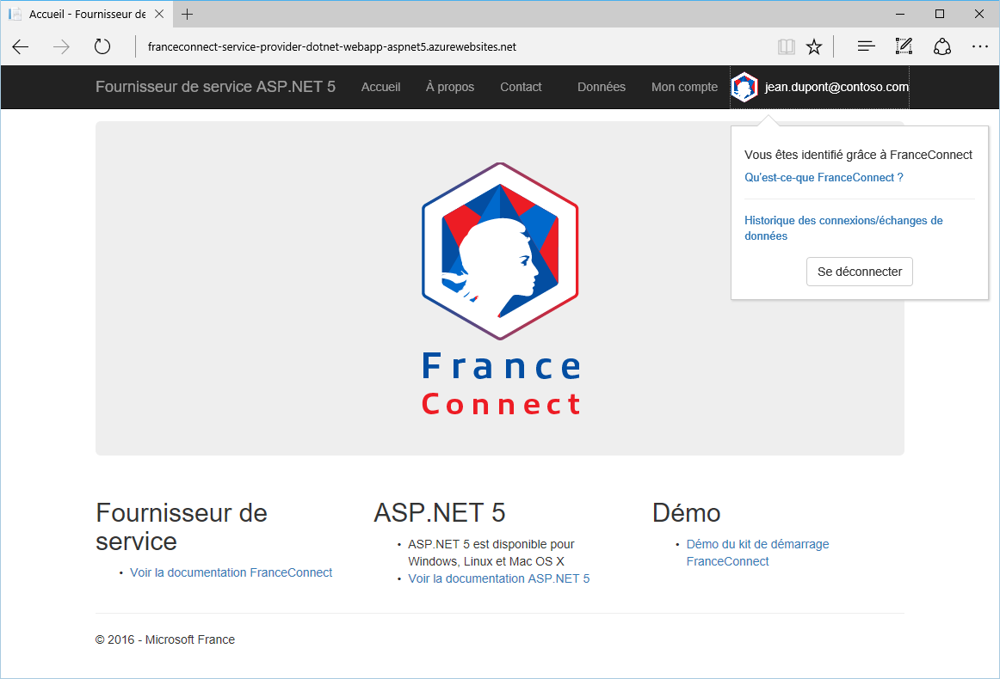 Accueil - Fournisseur de
franceconnect-service-provider-dotnet-webapp-aspnet5.azurewebsites.net
Fournisseur de service ASP.NET 5 Accueil À propos Contact Données Mon compte jean.dupont@contoso.com
Vous êtes identifié grâce à FranceConnect
Qu'est-ce-que FranceConnect ?
Historique des connexions/échanges de
données
Se déconnecter
France
Connect
Fournisseur de
service
Voir la documentation FranceConnect
ASP.NET 5
ASP.NET 5 est disponible pour
Windows, Linux et Mac OS X
Voir la documentation ASP.NET 5
Démo
Démo du kit de démarrage
FranceConnect
© 2016 - Microsoft France